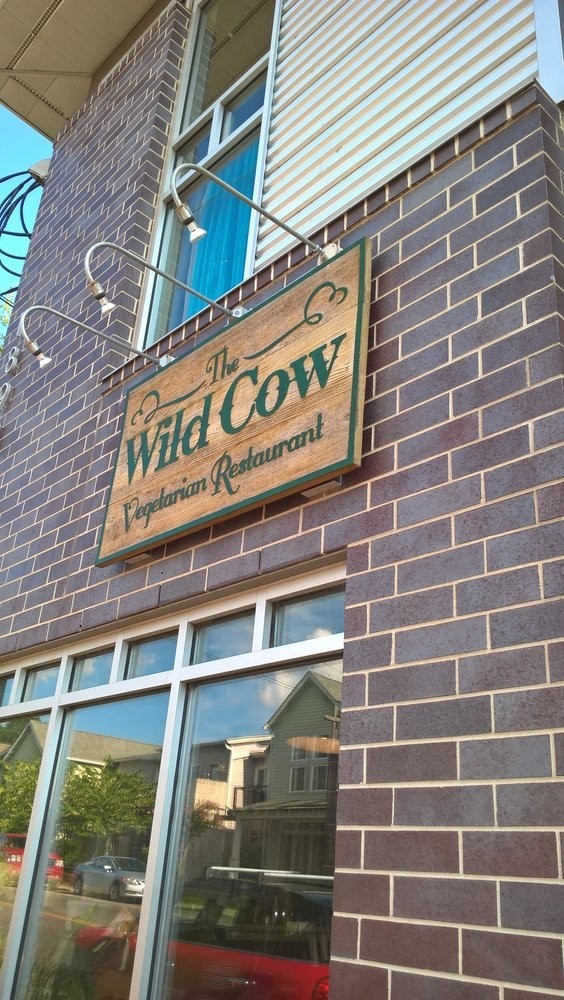 The
Wild Cow
Vegetarian Restaurant